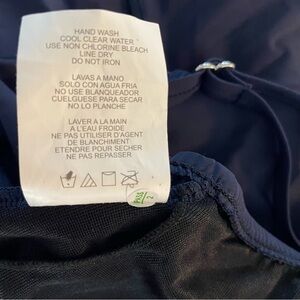 HAND WASH
COOL CLEAR WATER
USE NON CHLORINE BLEACH
LINE DRY
DO NOT IRON
LAVAS A MANO
SOLO CON AGUA FRIA
NO USAR BLANQUEADOR
CUELGUESE PARA SECAR
NO LO PLANCHE
LAVER A LA MAIN
A L'EAU FROIDE
NE PAS UTILISER D'AGENT
DE BLANCHIMENT
ETENDRE POUR SECHER
NE PAS REPASSER